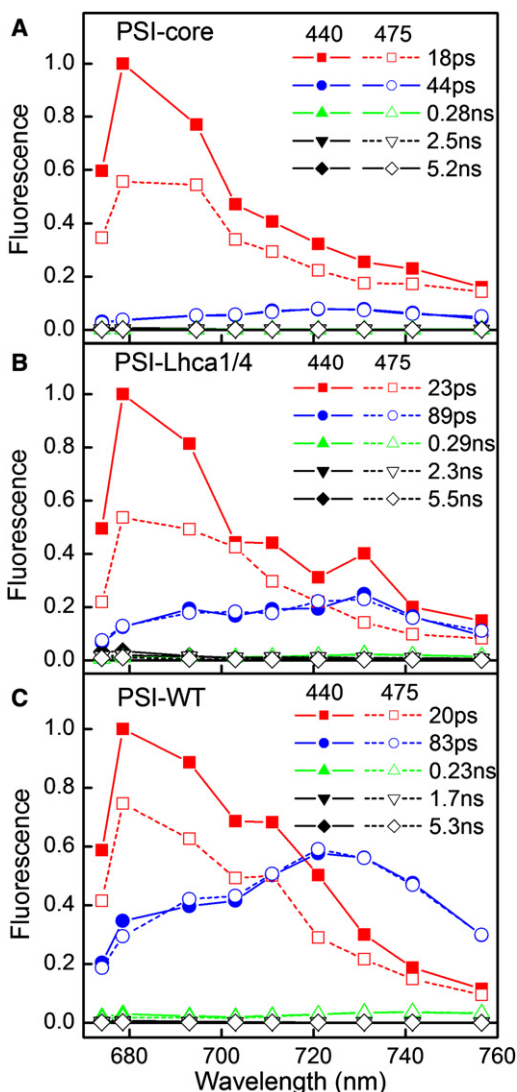 A PSI-core 440 475
18ps
44ps
0.28ns
2.5ns
5.2ns
1.0
0.8
0.6
0.4
0.2
0.0
Fluorescence
B PSI-Lhca1/4 440 475
23ps
89ps
0.29ns
2.3ns
5.5ns
1.0
0.8
0.6
0.4
0.2
0.0
Fluorescence
C PSI-WT 440 475
20ps
83ps
0.23ns
1.7ns
5.3ns
1.0
0.8
0.6
0.4
0.2
0.0
Fluorescence
680 700 720 740 760
Wavelength (nm)